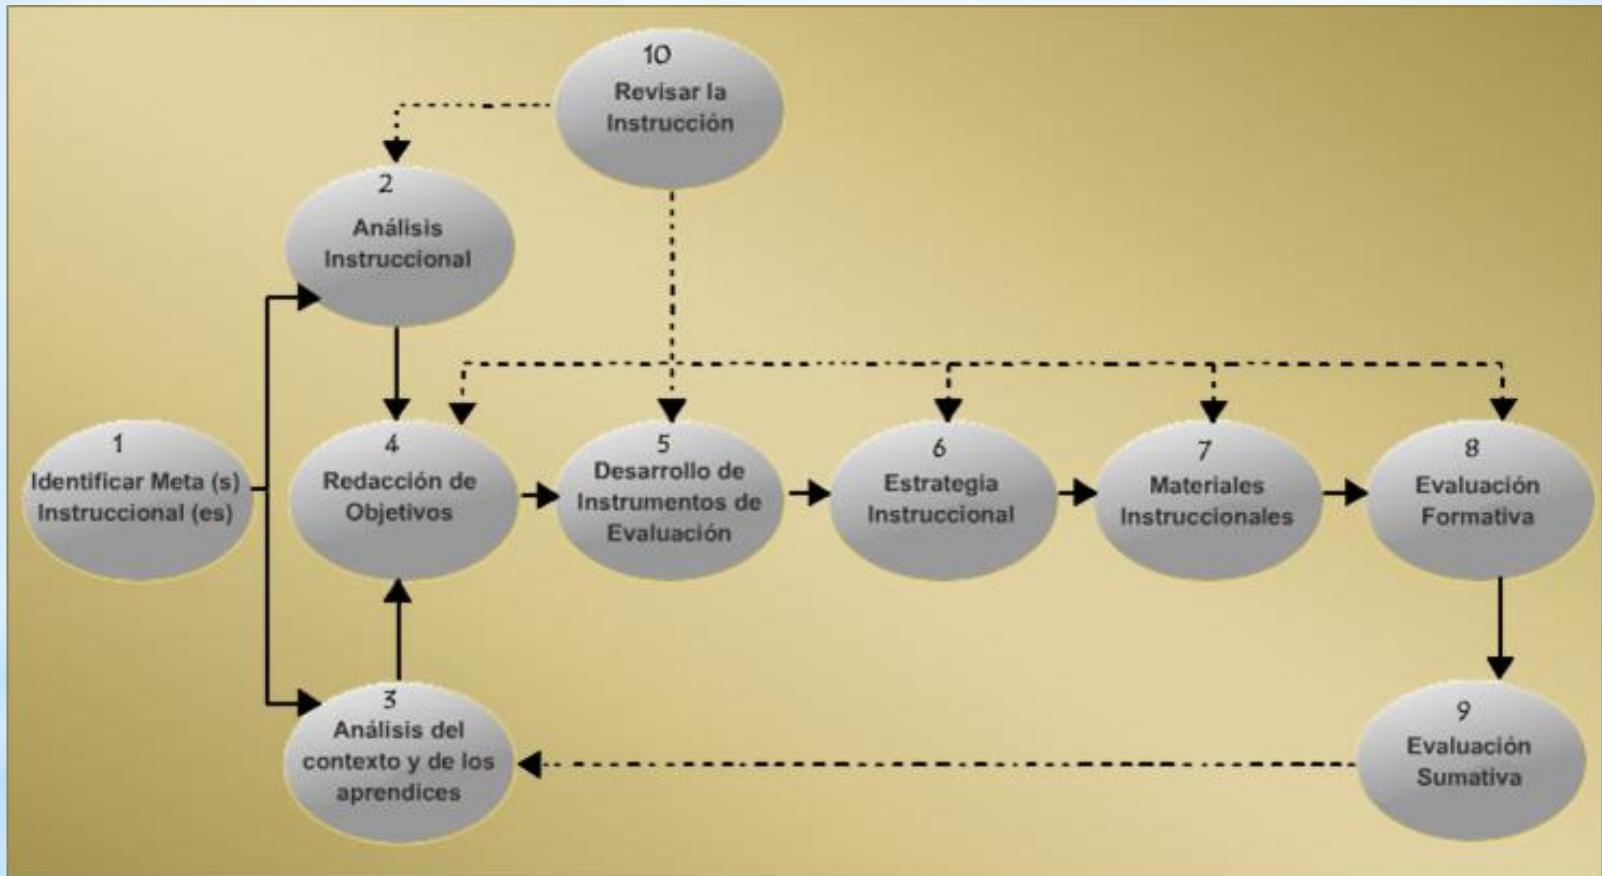 10
Revisar la
Instrucción
2
Análisis
Instruccional
1
Identificar Meta (s)
Instruccional (es)
4
Redacción de
Objetivos
5
Desarrollo de
Instrumentos de
Evaluación
6
Estrategia
Instruccional
7
Materiales
Instruccionales
8
Evaluación
Formativa
3
Análisis del
contexto y de los
aprendices
9
Evaluación
Sumativa